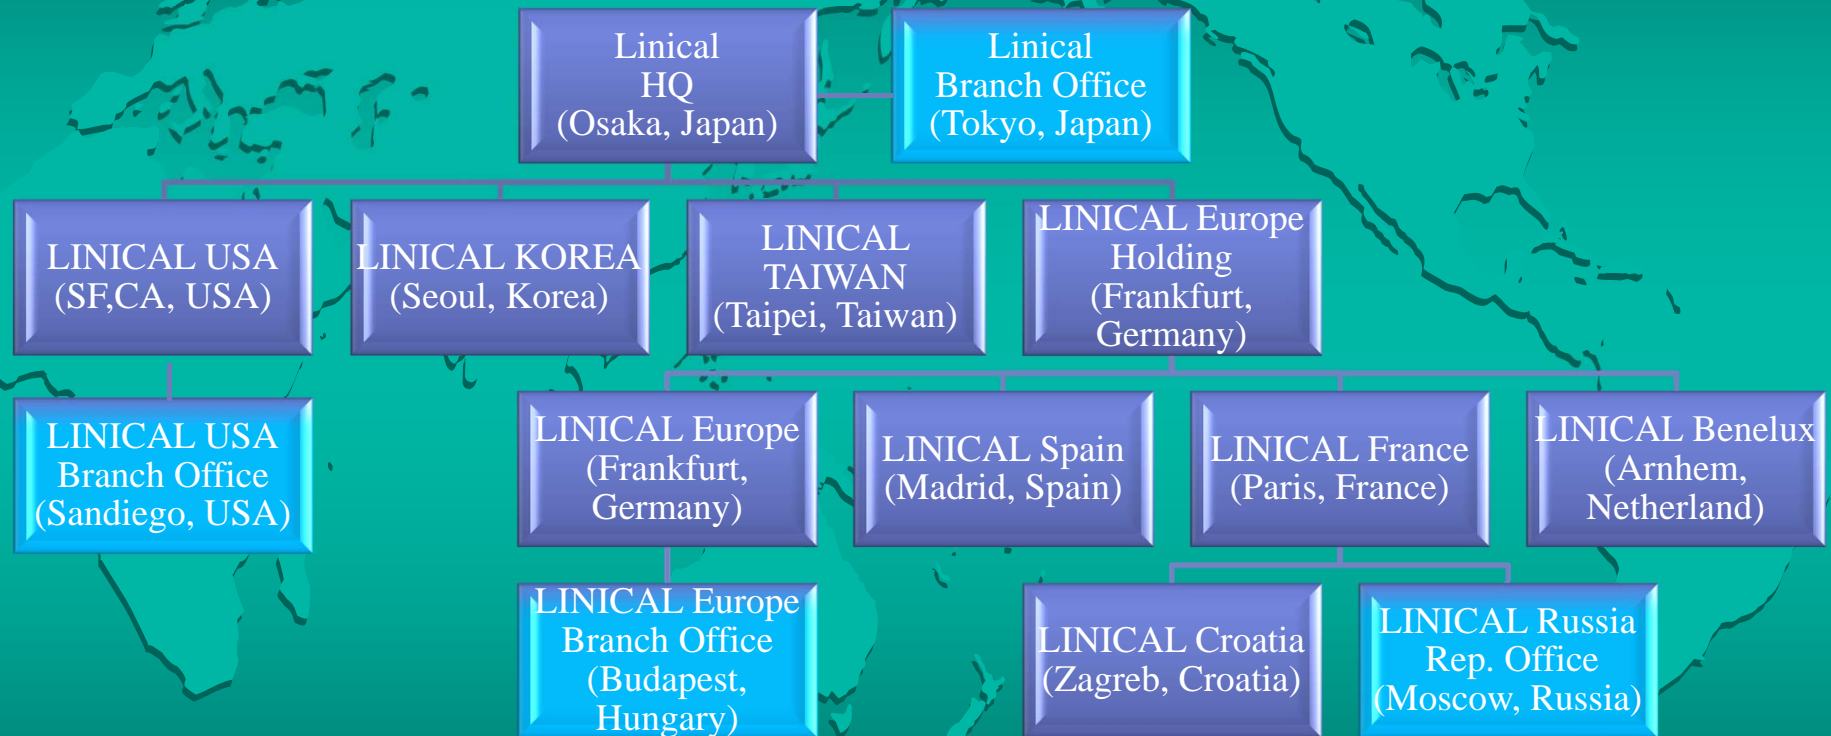 Linical
HQ
(Osaka, Japan)
Linical
Branch Office
(Tokyo, Japan)
LINICAL USA
(SF,CA, USA)
LINICAL KOREA
(Seoul, Korea)
LINICAL
TAIWAN
(Taipei, Taiwan)
LINICAL Europe
Holding
(Frankfurt,
Germany)
LINICAL USA
Branch Office
(Sandiego, USA)
LINICAL Europe
(Frankfurt,
Germany)
LINICAL Spain
(Madrid, Spain)
LINICAL France
(Paris, France)
LINICAL Benelux
(Arnhem,
Netherland)
LINICAL Europe
Branch Office
(Budapest,
Hungary)
LINICAL Croatia
(Zagreb, Croatia)
LINICAL Russia
Rep. Office
(Moscow, Russia)